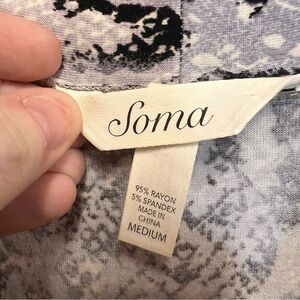 Soma
95% RAYON
5% SPANDEX
MADE IN
CHINA
MEDIUM